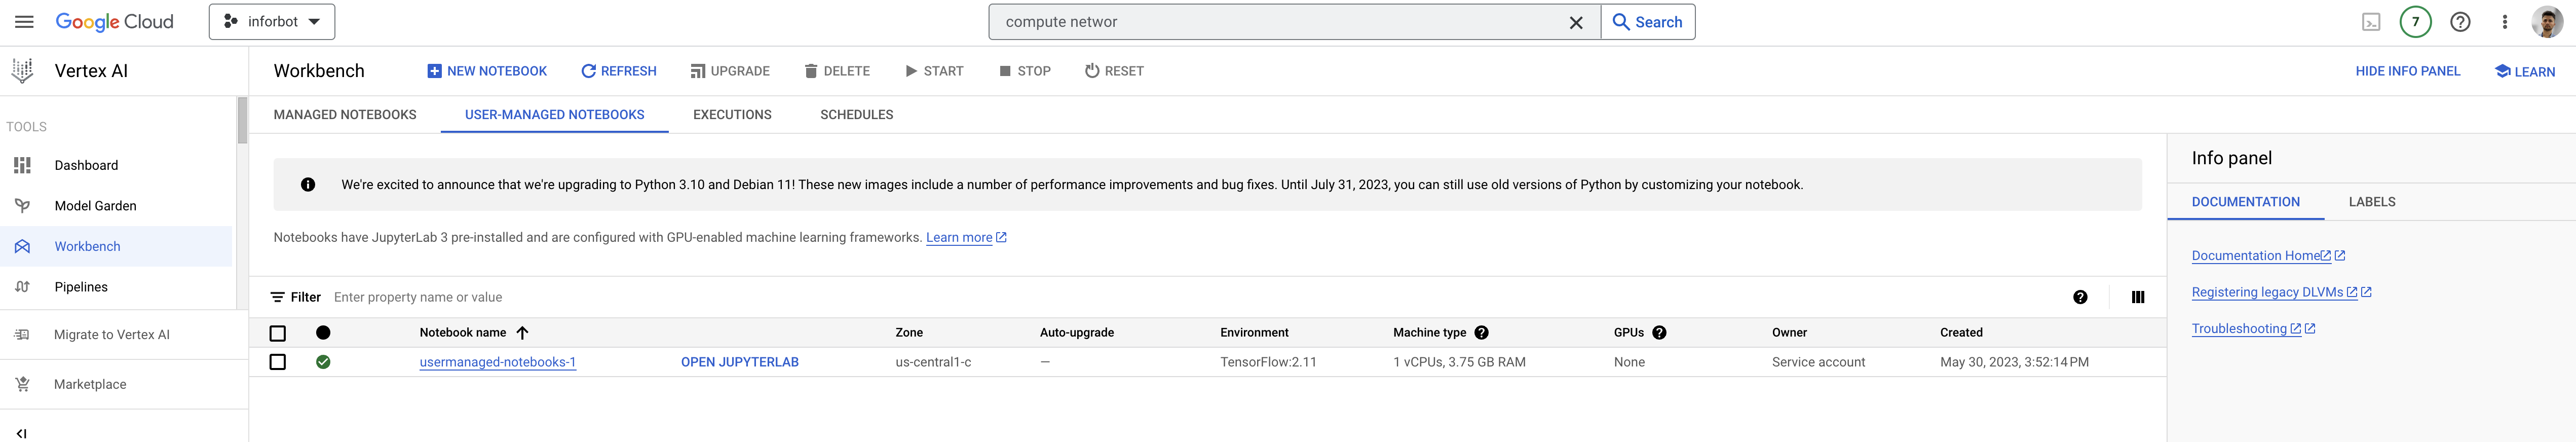 Google Cloud
inforbot
compute networ
Search
7
Vertex AI
Workbench
NEW NOTEBOOK
REFRESH
UPGRADE
DELETE
START
STOP
RESET
HIDE INFO PANEL
LEARN
TOOLS
Dashboard
Model Garden
Workbench
Pipelines
Migrate to Vertex AI
Marketplace
MANAGED NOTEBOOKS
USER-MANAGED NOTEBOOKS
EXECUTIONS
SCHEDULES
We're excited to announce that we're upgrading to Python 3.10 and Debian 11! These new images include a number of performance improvements and bug fixes. Until July 31, 2023, you can still use old versions of Python by customizing your notebook.
Notebooks have JupyterLab 3 pre-installed and are configured with GPU-enabled machine learning frameworks. Learn more
Filter Enter property name or value
Notebook name Zone Auto-upgrade Environment Machine type GPUs Owner Created
usermanaged-notebooks-1 OPEN JUPYTERLAB us-central1-c — TensorFlow:2.11 1 vCPUs, 3.75 GB RAM None Service account May 30, 2023, 3:52:14 PM
Info panel
DOCUMENTATION
LABELS
Documentation Home
Registering legacy DLVMs
Troubleshooting